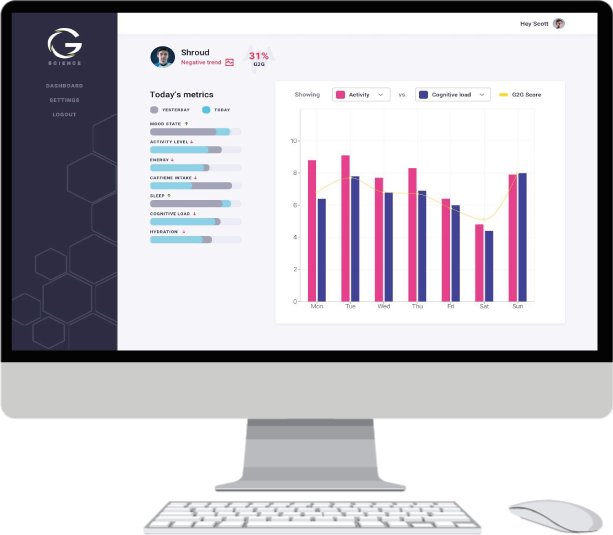 Hey Scott
G
SCIENCE
DASHBOARD
SETTINGS
LOGOUT
Shroud
Negative trend
31%
G2G
Today's metrics
YESTERDAY TODAY
MOOD STATE ↑
ACTIVITY LEVEL ↓
ENERGY ↓
CAFFIENE INTAKE ↓
SLEEP ↑
COGNITIVE LOAD ↓
HYDRATION ↓
Showing Activity vs. Cognitive load G2G Score
10
8
6
4
2
0
Mon Tue Wed Thu Fri Sat Sun